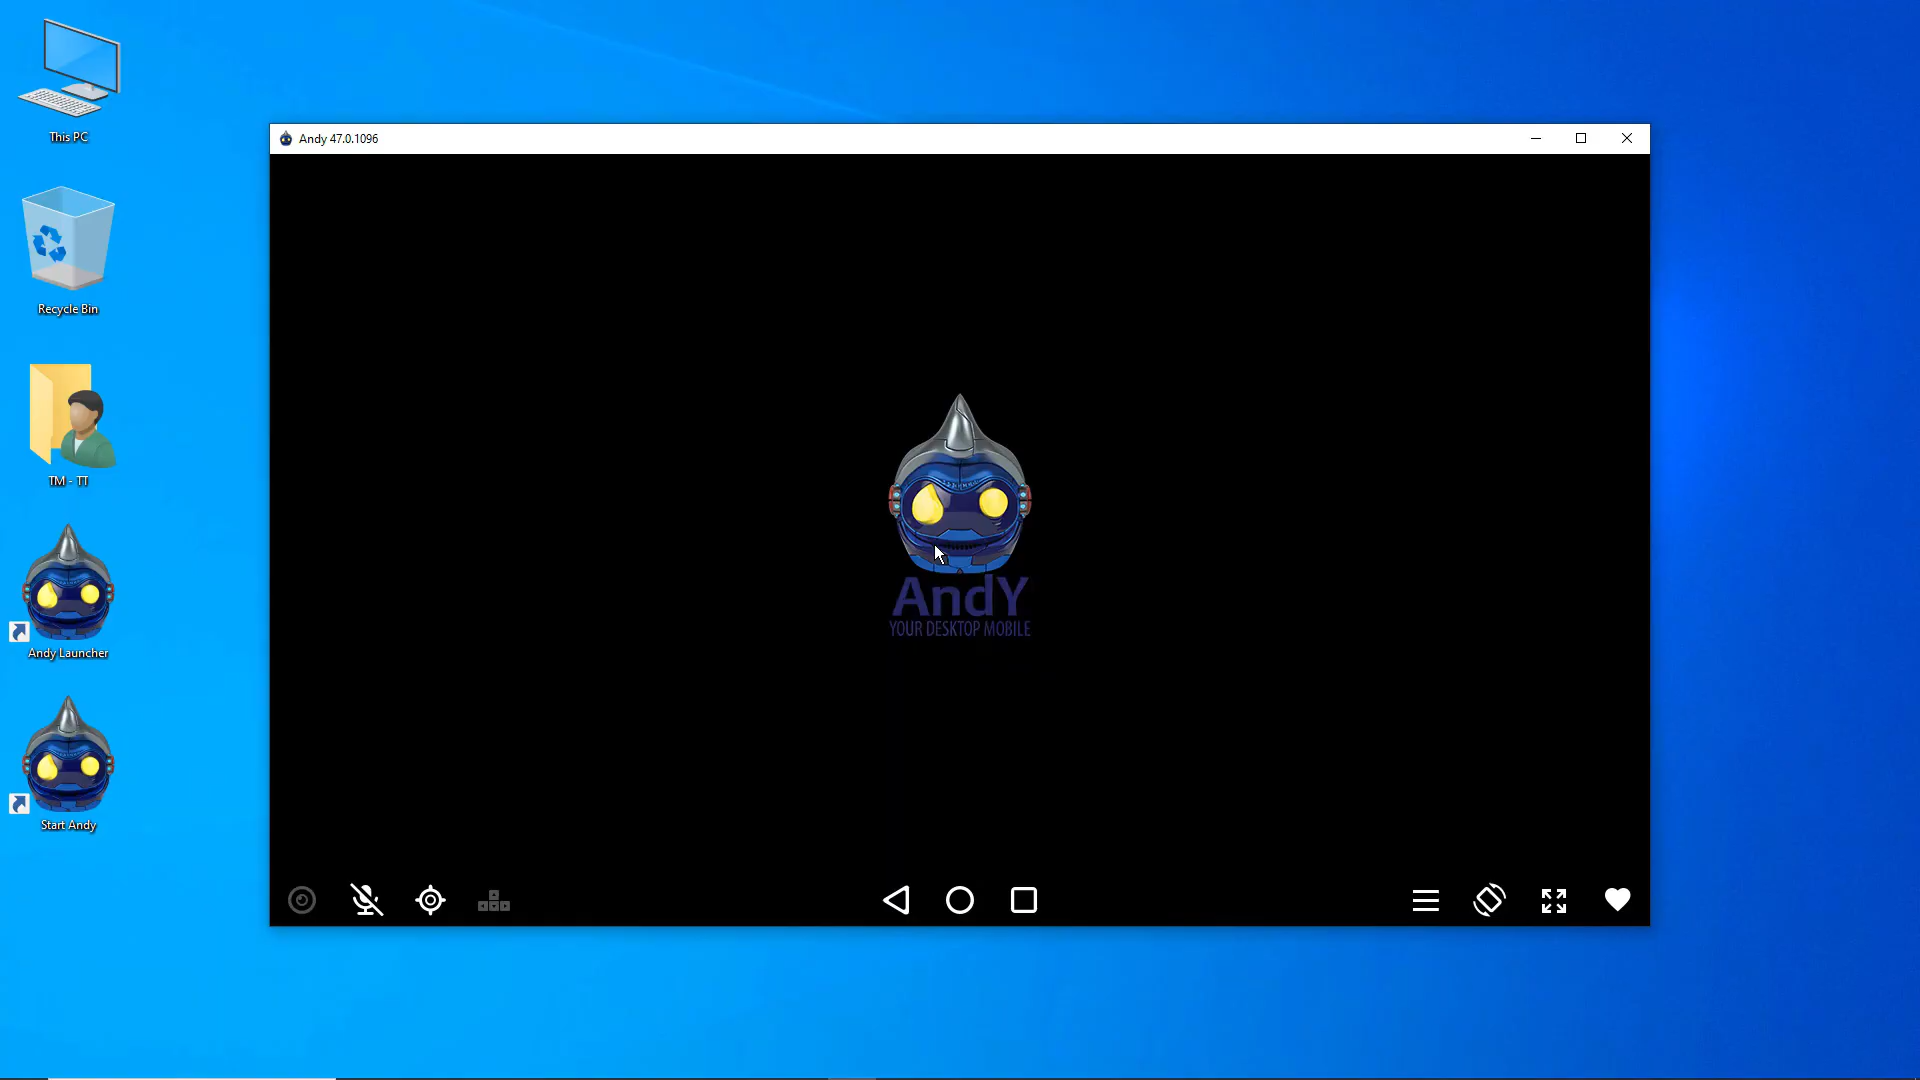 This PC
Recycle Bin
TM - TT
Andy Launcher
Start Andy
Andy 47.0.1096
AndY
YOUR DESKTOP MOBILE